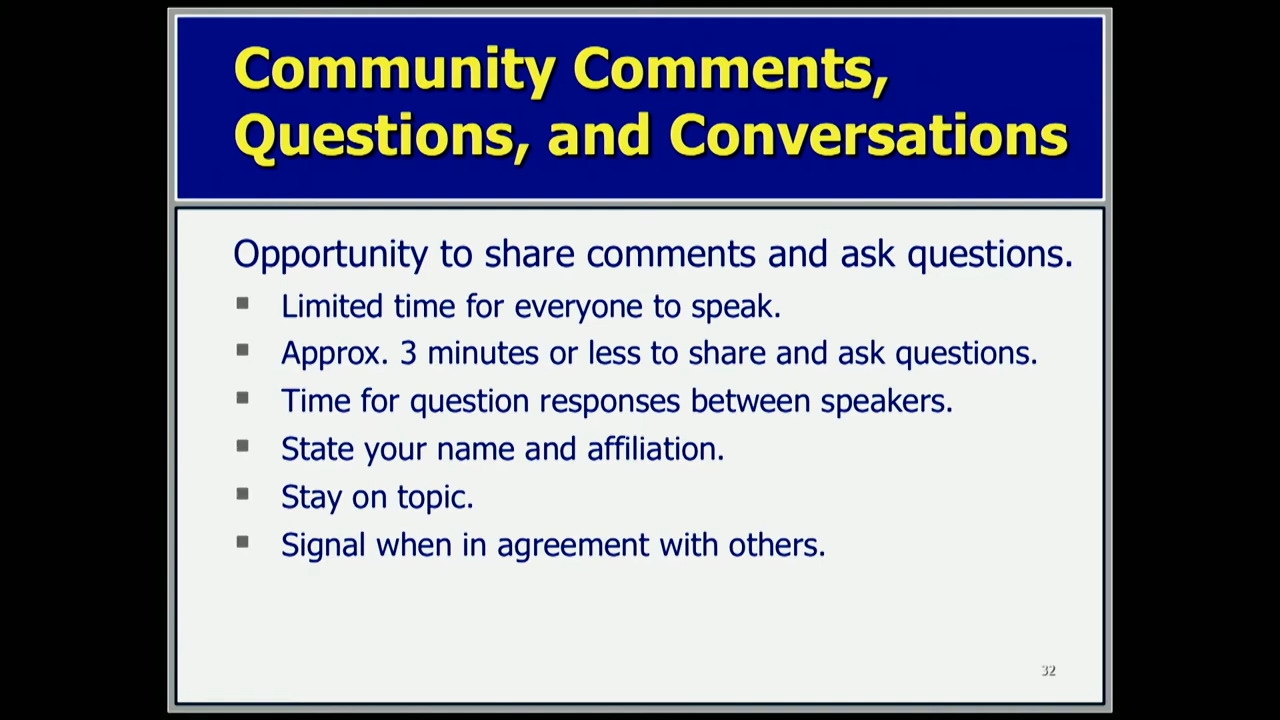 Community Comments,
Questions, and Conversations
Opportunity to share comments and ask questions.
Limited time for everyone to speak.
Approx. 3 minutes or less to share and ask questions.
Time for question responses between speakers.
State your name and affiliation.
Stay on topic.
Signal when in agreement with others.
32